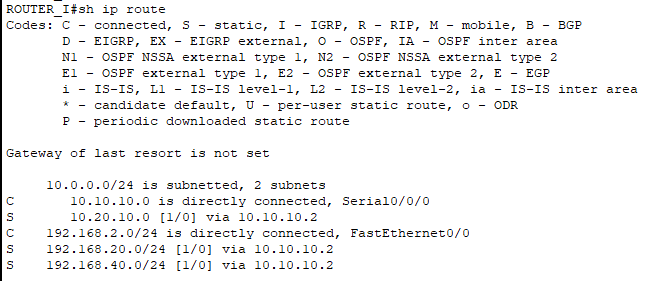 ROUTER_I#sh ip route
Codes: C - connected, S - static, I - IGRP, R - RIP, M - mobile, B - BGP
       D - EIGRP, EX - EIGRP external, O - OSPF, IA - OSPF inter area
       N1 - OSPF NSSA external type 1, N2 - OSPF NSSA external type 2
       E1 - OSPF external type 1, E2 - OSPF external type 2, E - EGP
       i - IS-IS, L1 - IS-IS level-1, L2 - IS-IS level-2, ia - IS-IS inter area
       * - candidate default, U - per-user static route, o - ODR
       P - periodic downloaded static route

Gateway of last resort is not set

     10.0.0.0/24 is subnetted, 2 subnets
C       10.10.10.0 is directly connected, Serial0/0/0
S       10.20.10.0 [1/0] via 10.10.10.2
C    192.168.2.0/24 is directly connected, FastEthernet0/0
S    192.168.20.0/24 [1/0] via 10.10.10.2
S    192.168.40.0/24 [1/0] via 10.10.10.2